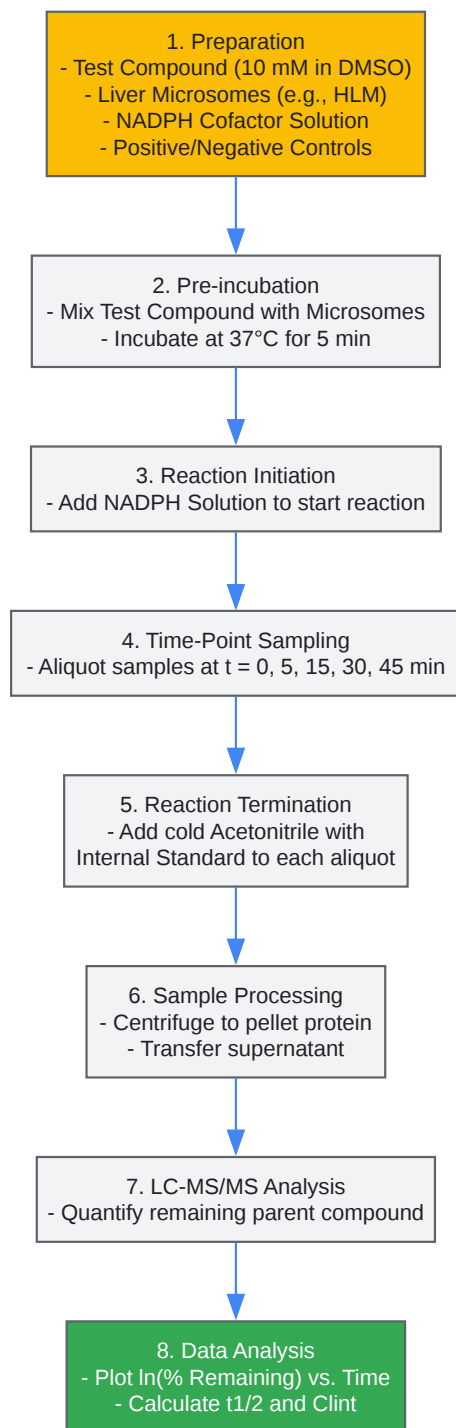 1. Preparation
- Test Compound (10 mM in DMSO)
- Liver Microsomes (e.g., HLM)
- NADPH Cofactor Solution
- Positive/Negative Controls
2. Pre-incubation
- Mix Test Compound with Microsomes
- Incubate at 37°C for 5 min
3. Reaction Initiation
- Add NADPH Solution to start reaction
4. Time-Point Sampling
- Aliquot samples at t = 0, 5, 15, 30, 45 min
5. Reaction Termination
- Add cold Acetonitrile with
Internal Standard to each aliquot
6. Sample Processing
- Centrifuge to pellet protein
- Transfer supernatant
7. LC-MS/MS Analysis
- Quantify remaining parent compound
8. Data Analysis
- Plot ln(% Remaining) vs. Time
- Calculate t1/2 and Clint